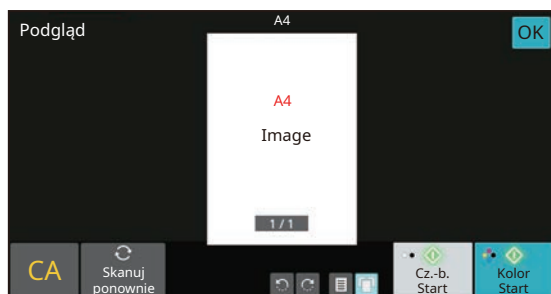 Podgląd
A4
OK
A4
Image
1 / 1
CA
Skanuj
ponownie
Cz.-b.
Start
Kolor
Start